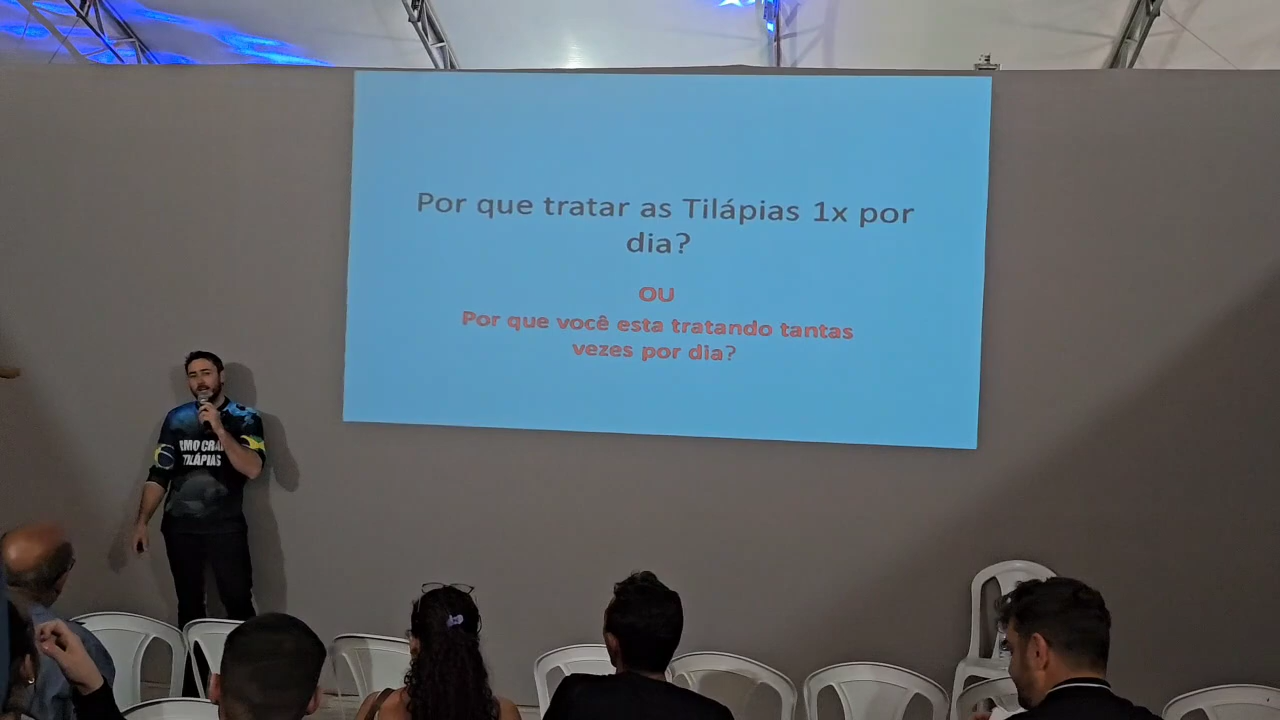 Por que tratar as Tilápias 1x por
dia?
OU
Por que você esta tratando tantas
vezes por dia?
TILÁPIAS